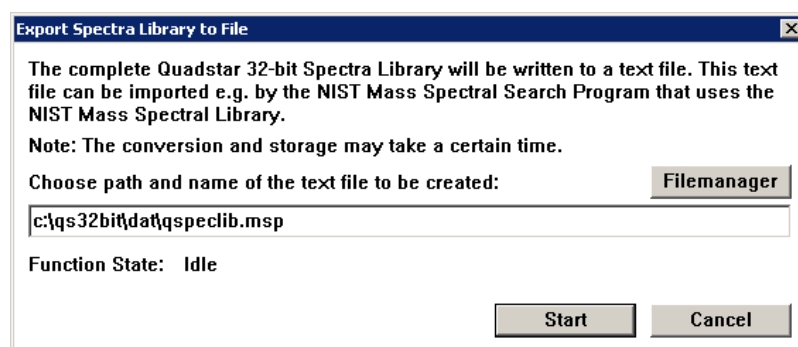 Export Spectra Library to File
The complete Quadstar 32-bit Spectra Library will be written to a text file. This text
file can be imported e.g. by the NIST Mass Spectral Search Program that uses the
NIST Mass Spectral Library.
Note: The conversion and storage may take a certain time.
Choose path and name of the text file to be created:
Filemanager
c:\qs32bit\dat\qspeclib.msp
Function State: Idle
Start Cancel